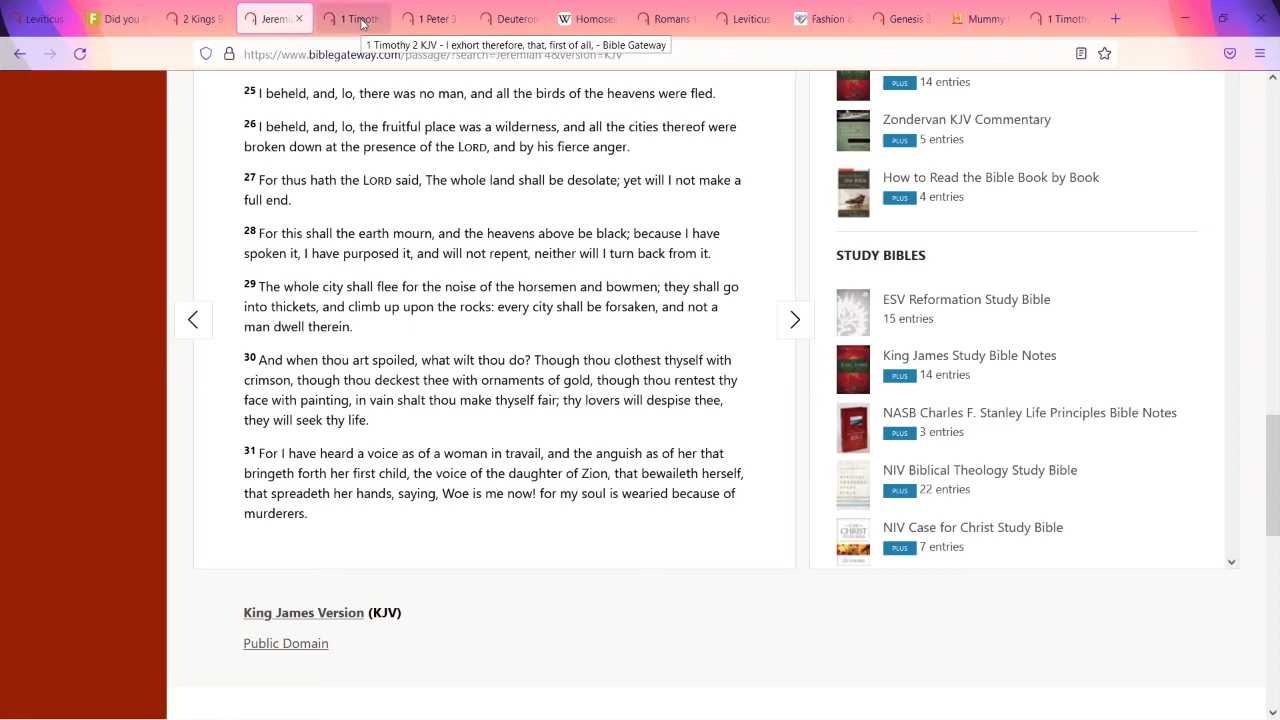 Leviticus
Did you
2 Kings 9
Jeremi
1 Timoth
1 Peter 3
Deuteron
Homosex
Romans 1
Leviticus
Fashion &
Genesis 3
Mummy
1 Timothy
1 Timothy 2 KJV - I exhort therefore, that, first of all, - Bible Gateway
https://www.biblegateway.com/passage/?search=Jeremiah 4&version=KJV
25 I beheld, and, lo, there was no man, and all the birds of the heavens were fled.
26 I beheld, and, lo, the fruitful place was a wilderness, and all the cities thereof were
broken down at the presence of the LORD, and by his fierce anger.
27 For thus hath the LORD said, The whole land shall be desolate; yet will I not make a
full end.
28 For this shall the earth mourn, and the heavens above be black; because I have
spoken it, I have purposed it, and will not repent, neither will I turn back from it.
29 The whole city shall flee for the noise of the horsemen and bowmen; they shall go
into thickets, and climb up upon the rocks: every city shall be forsaken, and not a
man dwell therein.
30 And when thou art spoiled, what wilt thou do? Though thou clothest thyself with
crimson, though thou deckest thee with ornaments of gold, though thou rentest thy
face with painting, in vain shalt thou make thyself fair; thy lovers will despise thee,
they will seek thy life.
31 For I have heard a voice as of a woman in travail, and the anguish as of her that
bringeth forth her first child, the voice of the daughter of Zion, that bewaileth herself,
that spreadeth her hands, saying, Woe is me now! for my soul is wearied because of
murderers.
King James Version (KJV)
Public Domain
PLUS 14 entries
Zondervan KJV Commentary
PLUS 5 entries
How to Read the Bible Book by Book
PLUS 4 entries
STUDY BIBLES
ESV Reformation Study Bible
15 entries
King James Study Bible Notes
PLUS 14 entries
NASB Charles F. Stanley Life Principles Bible Notes
PLUS 3 entries
NIV Biblical Theology Study Bible
PLUS 22 entries
NIV Case for Christ Study Bible
PLUS 7 entries